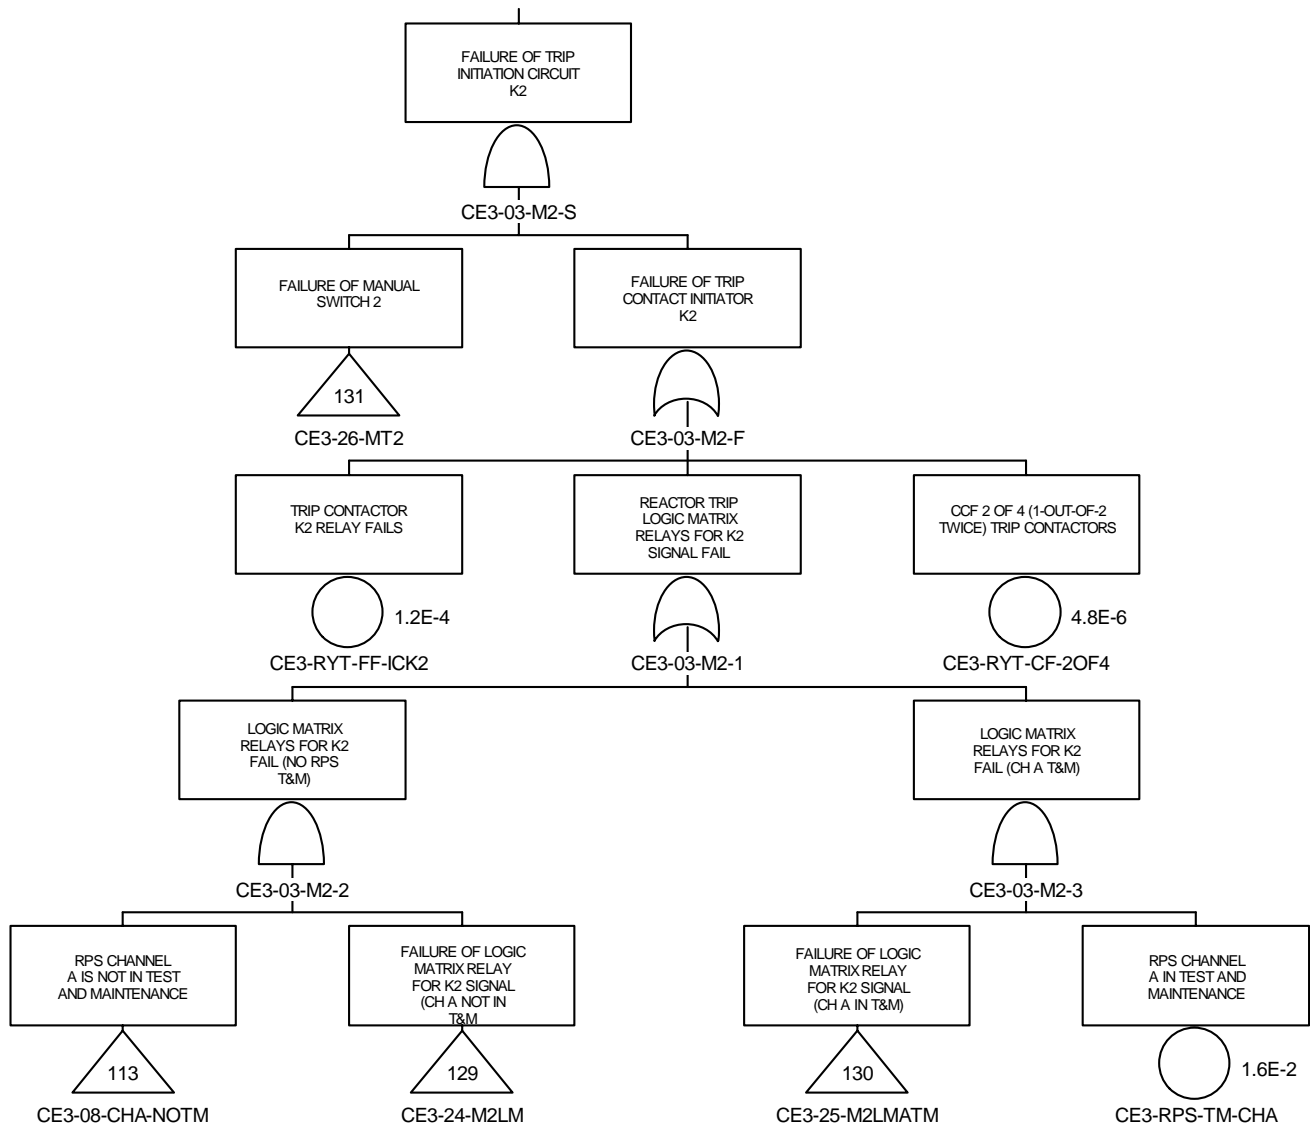 FAILURE OF TRIP
INITIATION CIRCUIT
K2
CE3-03-M2-S
FAILURE OF MANUAL
SWITCH 2
131
CE3-26-MT2
FAILURE OF TRIP
CONTACT INITIATOR
K2
CE3-03-M2-F
TRIP CONTACTOR
K2 RELAY FAILS
1.2E-4
CE3-RYT-FF-ICK2
REACTOR TRIP
LOGIC MATRIX
RELAYS FOR K2
SIGNAL FAIL
CE3-03-M2-1
CCF 2 OF 4 (1-OUT-OF-2
TWICE) TRIP CONTACTORS
4.8E-6
CE3-RYT-CF-2OF4
LOGIC MATRIX
RELAYS FOR K2
FAIL (NO RPS
T&M)
CE3-03-M2-2
LOGIC MATRIX
RELAYS FOR K2
FAIL (CH A T&M)
CE3-03-M2-3
RPS CHANNEL
A IS NOT IN TEST
AND MAINTENANCE
113
CE3-08-CHA-NOTM
FAILURE OF LOGIC
MATRIX RELAY
FOR K2 SIGNAL
(CH A NOT IN
T&M
129
CE3-24-M2LM
FAILURE OF LOGIC
MATRIX RELAY
FOR K2 SIGNAL
(CH A IN T&M)
130
CE3-25-M2LMATM
RPS CHANNEL
A IN TEST AND
MAINTENANCE
1.6E-2
CE3-RPS-TM-CHA